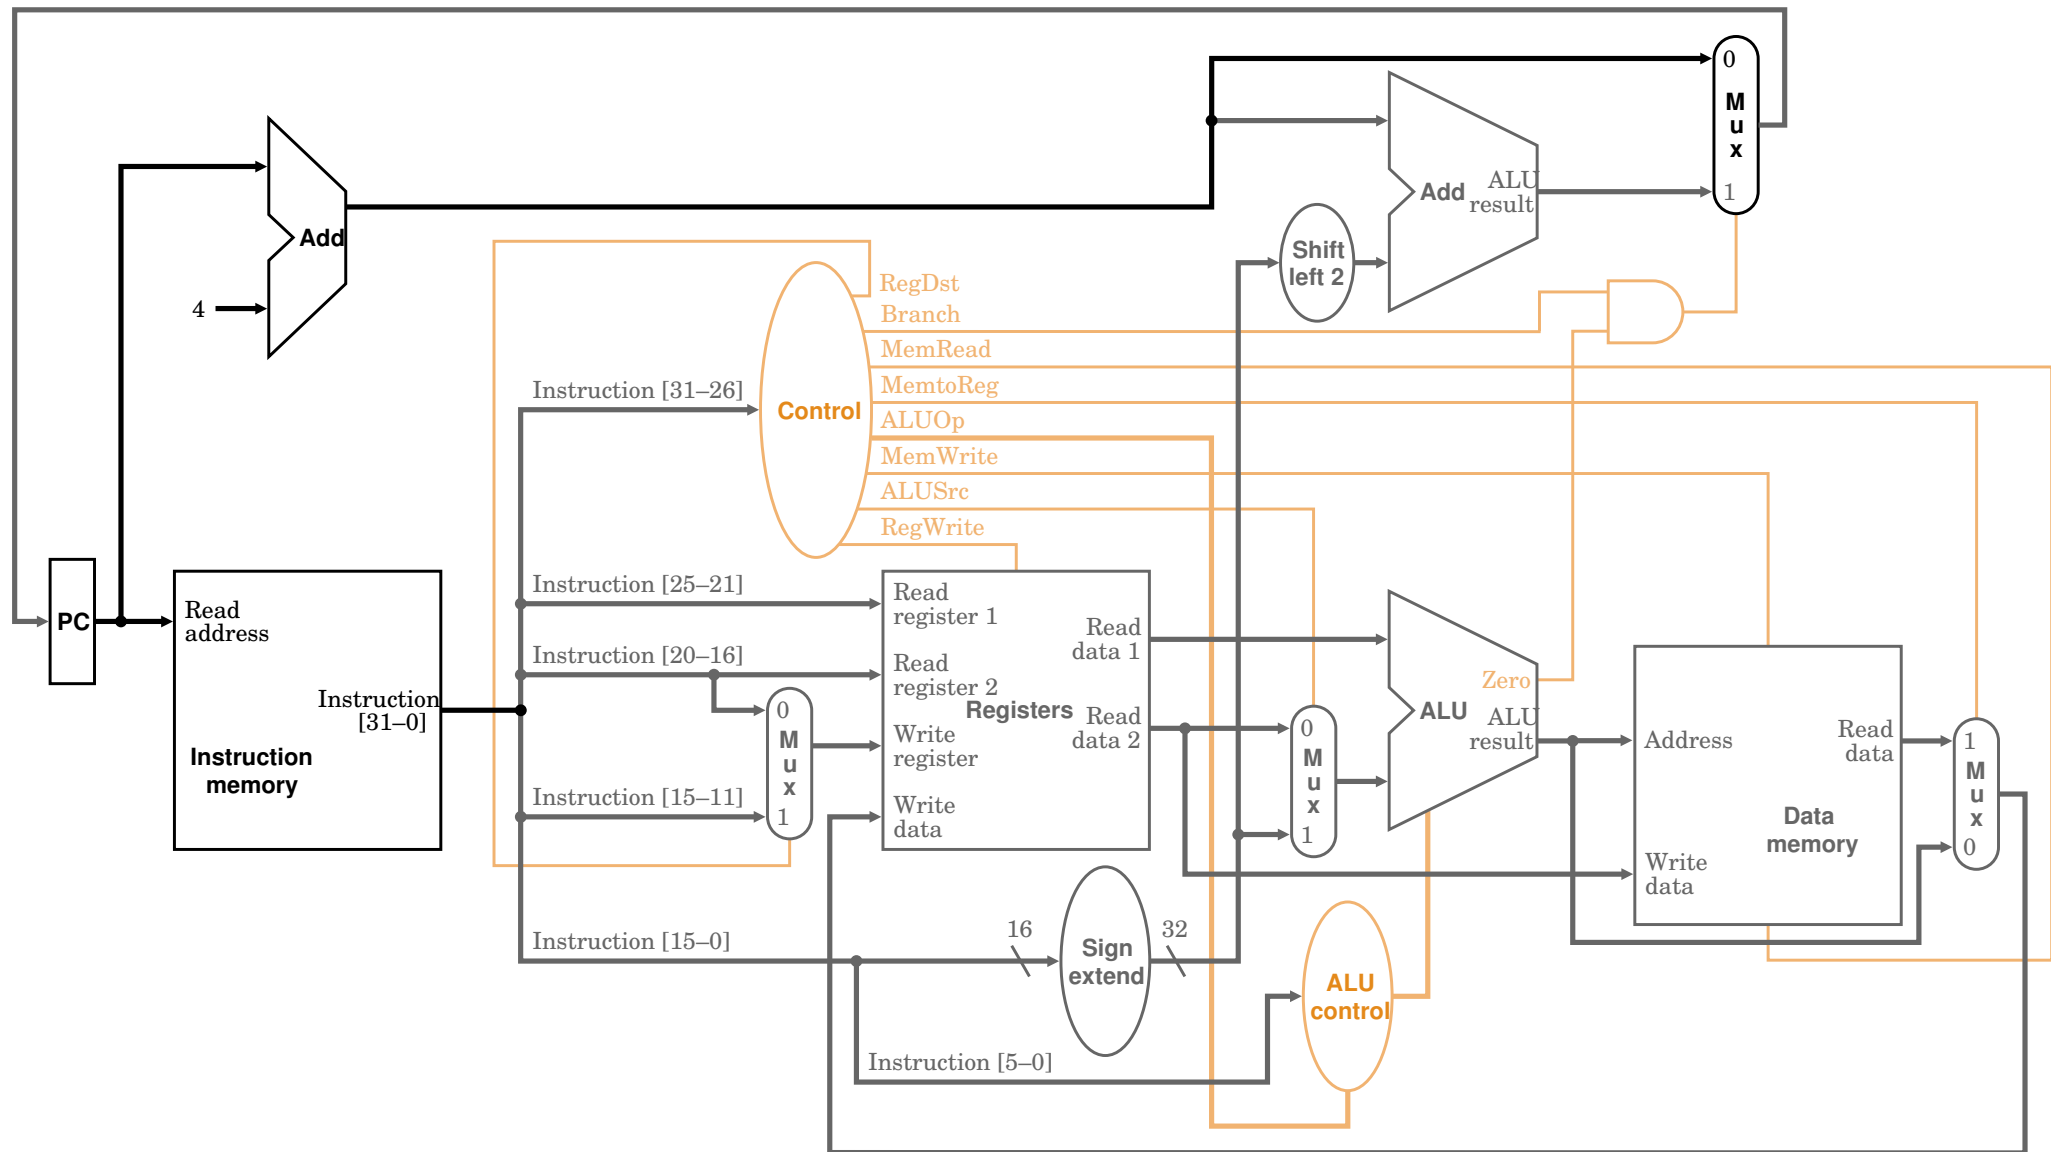 0
M
u
x
1
ALU
Add
result
Shift
left 2
Add
4
RegDst
Branch
MemRead
MemtoReg
ALUOp
MemWrite
ALUSrc
RegWrite
Control
Instruction [31–26]
Instruction [25–21]
Instruction [20–16]
Instruction [15–11]
Instruction [15–0]
Instruction [5–0]
PC
Read
address
Instruction
[31–0]
Instruction
memory
0
M
u
x
1
Read
register 1
Read
register 2
Registers
Write
register
Write
data
Read
data 1
Read
data 2
0
M
u
x
1
Zero
ALU
ALU
result
Address
Read
data
Data
memory
Write
data
1
M
u
x
0
16
Sign
extend
32
ALU
control